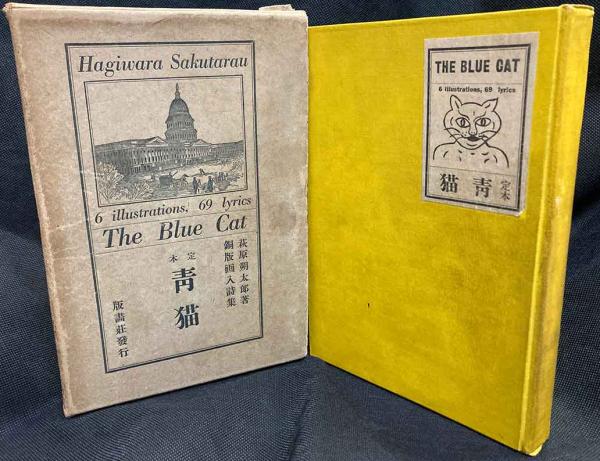 Hagiwara Sakutarau
6 illustrations, 69 lyrics
The Blue Cat
萩原朔太郎著
銅版画入詩集
定本
青猫
版畫莊發行
THE BLUE CAT
6 illustrations, 69 lyrics
定本
青猫